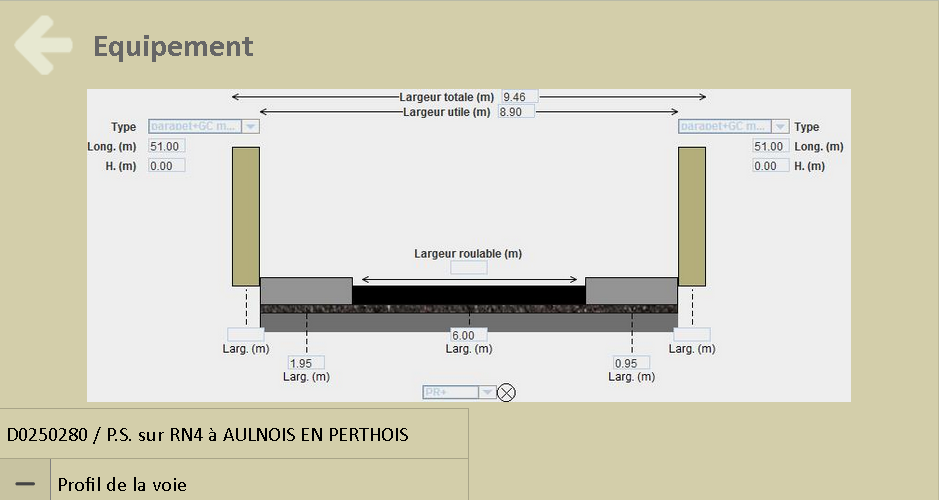 Equipement
Largeur totale (m) 9.46
Largeur utile (m) 8.90
Type parapet+GC m...
parapet+GC m... Type
Long. (m) 51.00
51.00 Long. (m)
H. (m) 0.00
0.00 H. (m)
Largeur roulable (m)
6.00
Larg. (m)
Larg. (m)
Larg. (m)
1.95
0.95
Larg. (m)
Larg. (m)
PR+
D0250280 / P.S. sur RN4 à AULNOIS EN PERTHOIS
Profil de la voie